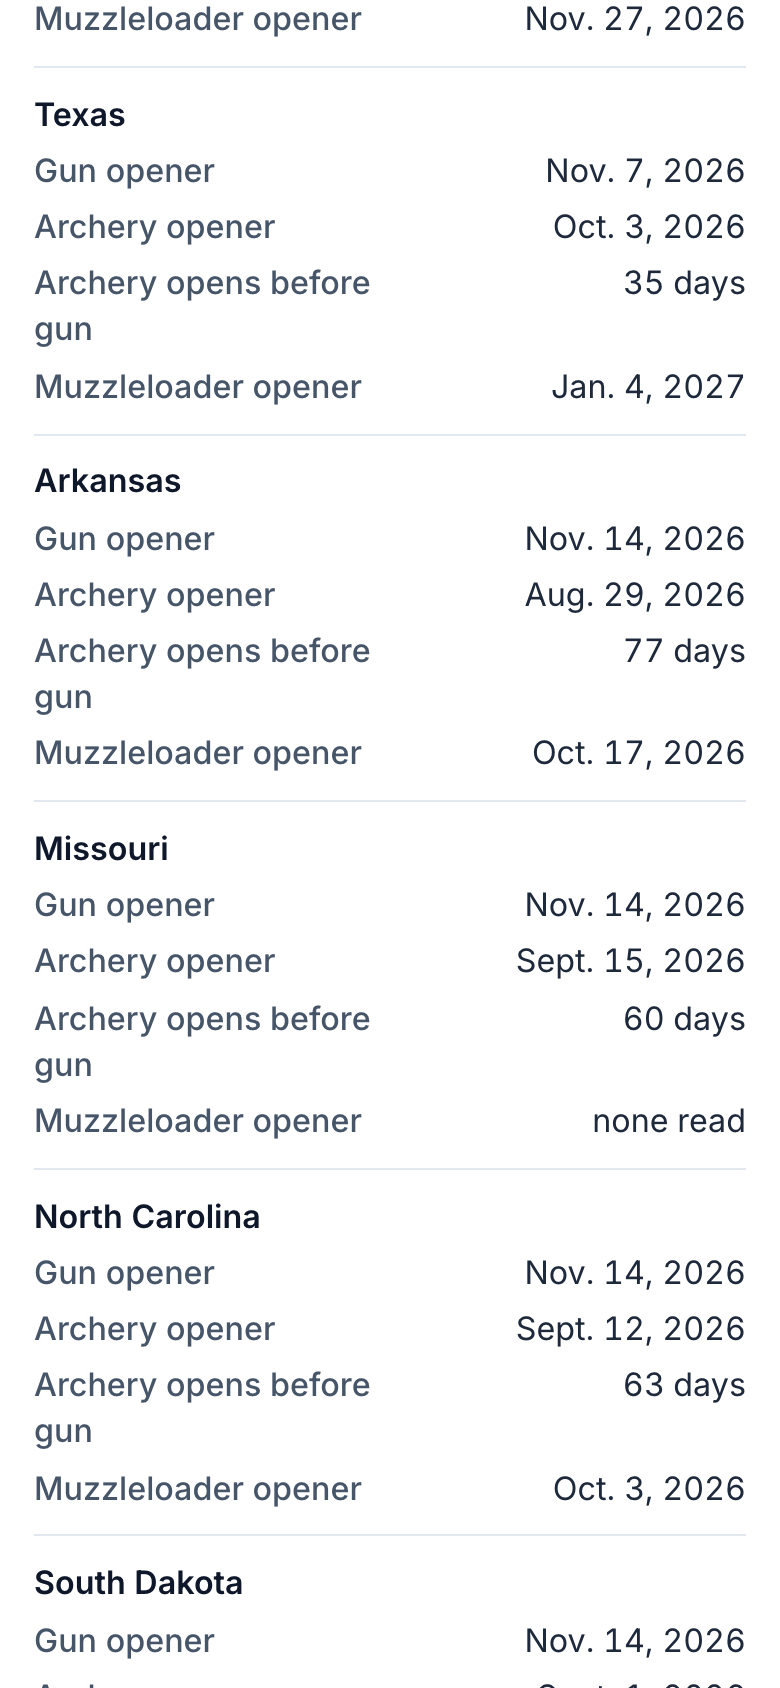 Muzzleloader opener Nov. 27, 2026
Texas
Gun opener Nov. 7, 2026
Archery opener Oct. 3, 2026
Archery opens before 35 days
gun
Muzzleloader opener Jan. 4, 2027
Arkansas
Gun opener Nov. 14, 2026
Archery opener Aug. 29, 2026
Archery opens before 77 days
gun
Muzzleloader opener Oct. 17, 2026
Missouri
Gun opener Nov. 14, 2026
Archery opener Sept. 15, 2026
Archery opens before 60 days
gun
Muzzleloader opener none read
North Carolina
Gun opener Nov. 14, 2026
Archery opener Sept. 12, 2026
Archery opens before 63 days
gun
Muzzleloader opener Oct. 3, 2026
South Dakota
Gun opener Nov. 14, 2026